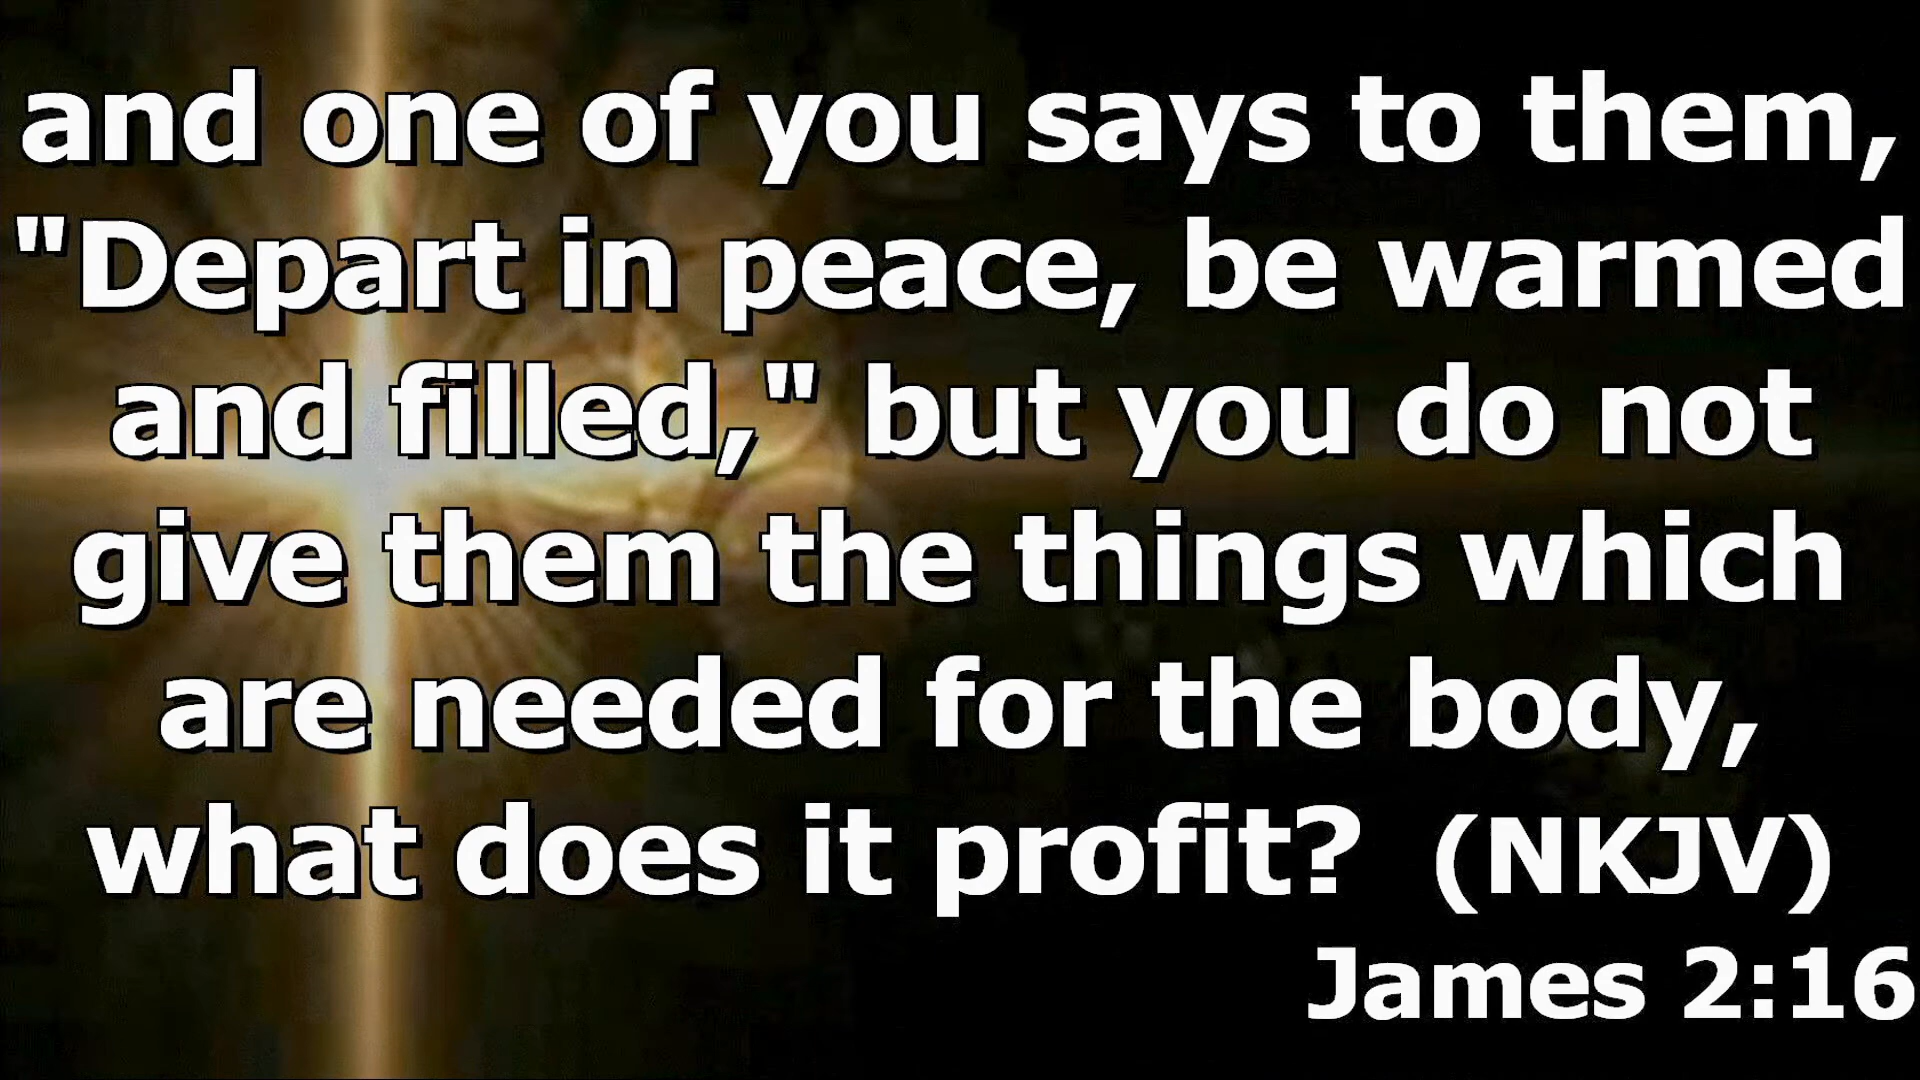 and one of you says to them,
"Depart in peace, be warmed
and filled," but you do not
give them the things which
are needed for the body,
what does it profit? (NKJV)
James 2:16